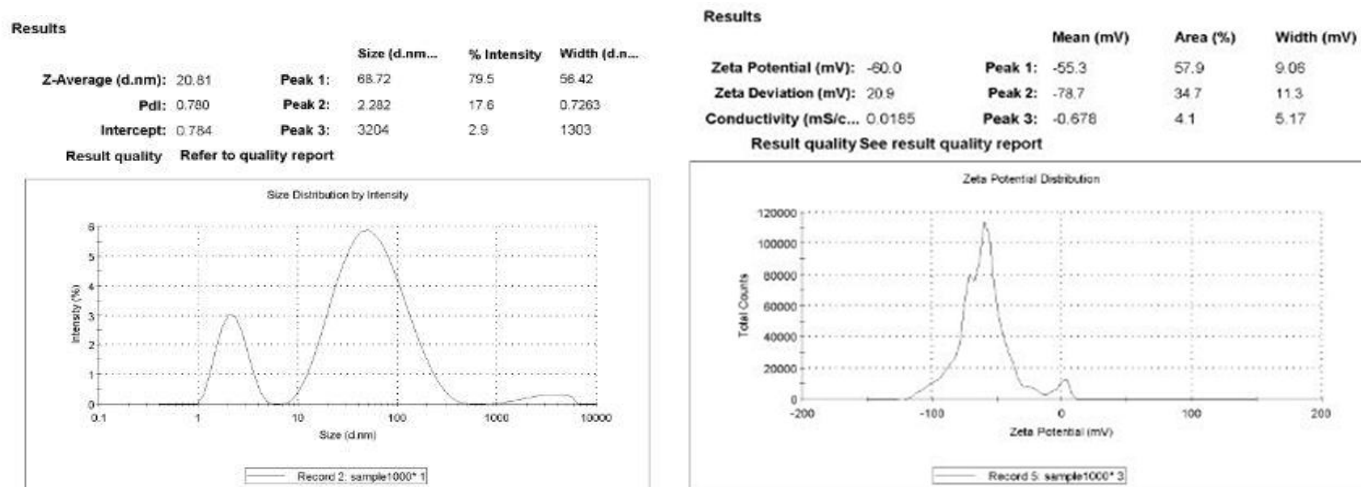 Results
Size (d.nm... % Intensity Width (d.n...
Z-Average (d.nm): 20.81 Peak 1: 68.72 79.5 56.42
PdI: 0.780 Peak 2: 2.282 17.6 0.7263
Intercept: 0.784 Peak 3: 3204 2.9 1303
Result quality Refer to quality report
Size Distribution by Intensity
Intensity (%)
6
5
4
3
2
1
0
0.1 1 10 100 1000 10000
Size (d.nm)
Record 2: sample1000* 1
Results
Mean (mV) Area (%) Width (mV)
Zeta Potential (mV): -60.0 Peak 1: -55.3 57.9 9.06
Zeta Deviation (mV): 20.9 Peak 2: -78.7 34.7 11.3
Conductivity (mS/c... 0.0185 Peak 3: -0.678 4.1 5.17
Result quality See result quality report
Zeta Potential Distribution
Total Counts
120000
100000
80000
60000
40000
20000
0
-200 -100 0 100 200
Zeta Potential (mV)
Record 5: sample1000* 3